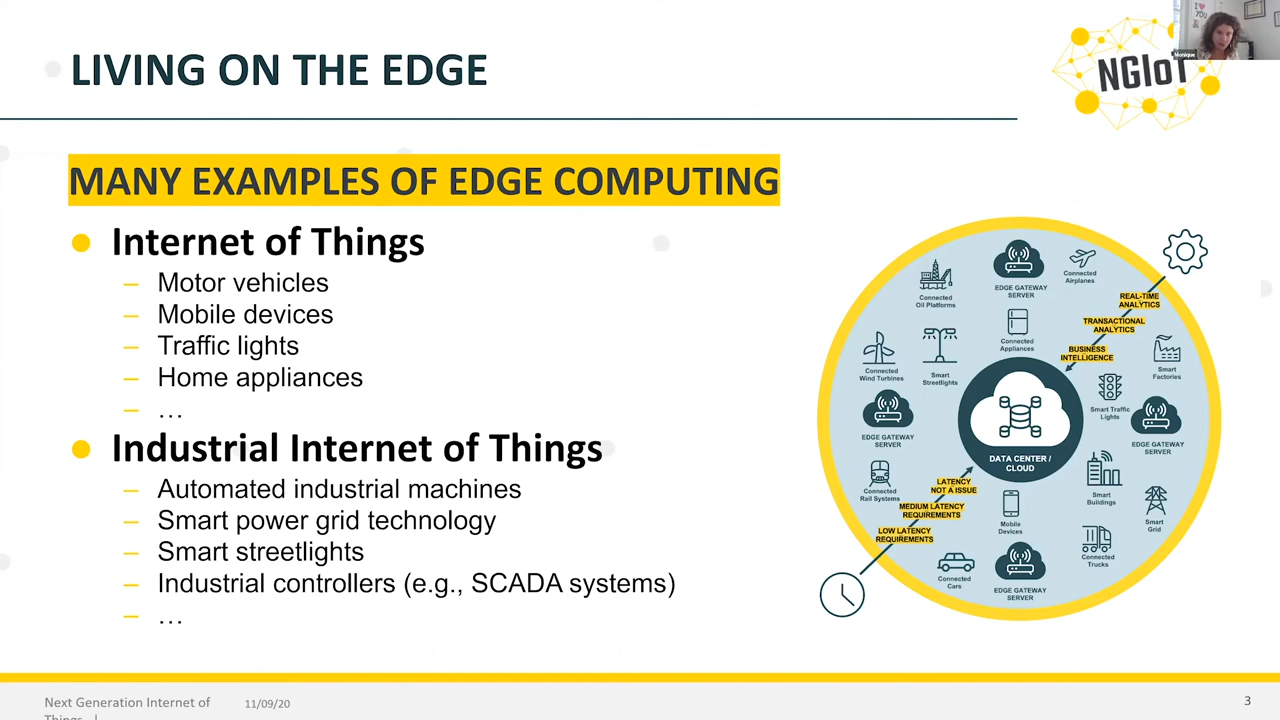 LIVING ON THE EDGE
NGIoT
Monique
MANY EXAMPLES OF EDGE COMPUTING
Internet of Things
– Motor vehicles
– Mobile devices
– Traffic lights
– Home appliances
– …
Industrial Internet of Things
– Automated industrial machines
– Smart power grid technology
– Smart streetlights
– Industrial controllers (e.g., SCADA systems)
– …
Connected
Oil Platforms
EDGE GATEWAY
SERVER
Connected
Airplanes
REAL-TIME
ANALYTICS
TRANSACTIONAL
ANALYTICS
BUSINESS
INTELLIGENCE
Connected
Appliances
Connected
Wind Turbines
Smart
Streetlights
Smart
Factories
Smart Traffic
Lights
EDGE GATEWAY
SERVER
EDGE GATEWAY
SERVER
DATA CENTER /
CLOUD
Connected
Rail Systems
LATENCY
NOT A ISSUE
MEDIUM LATENCY
REQUIREMENTS
LOW LATENCY
REQUIREMENTS
Mobile
Devices
Smart
Buildings
Smart
Grid
Connected
Trucks
Connected
Cars
EDGE GATEWAY
SERVER
Next Generation Internet of
Things |
11/09/20
3